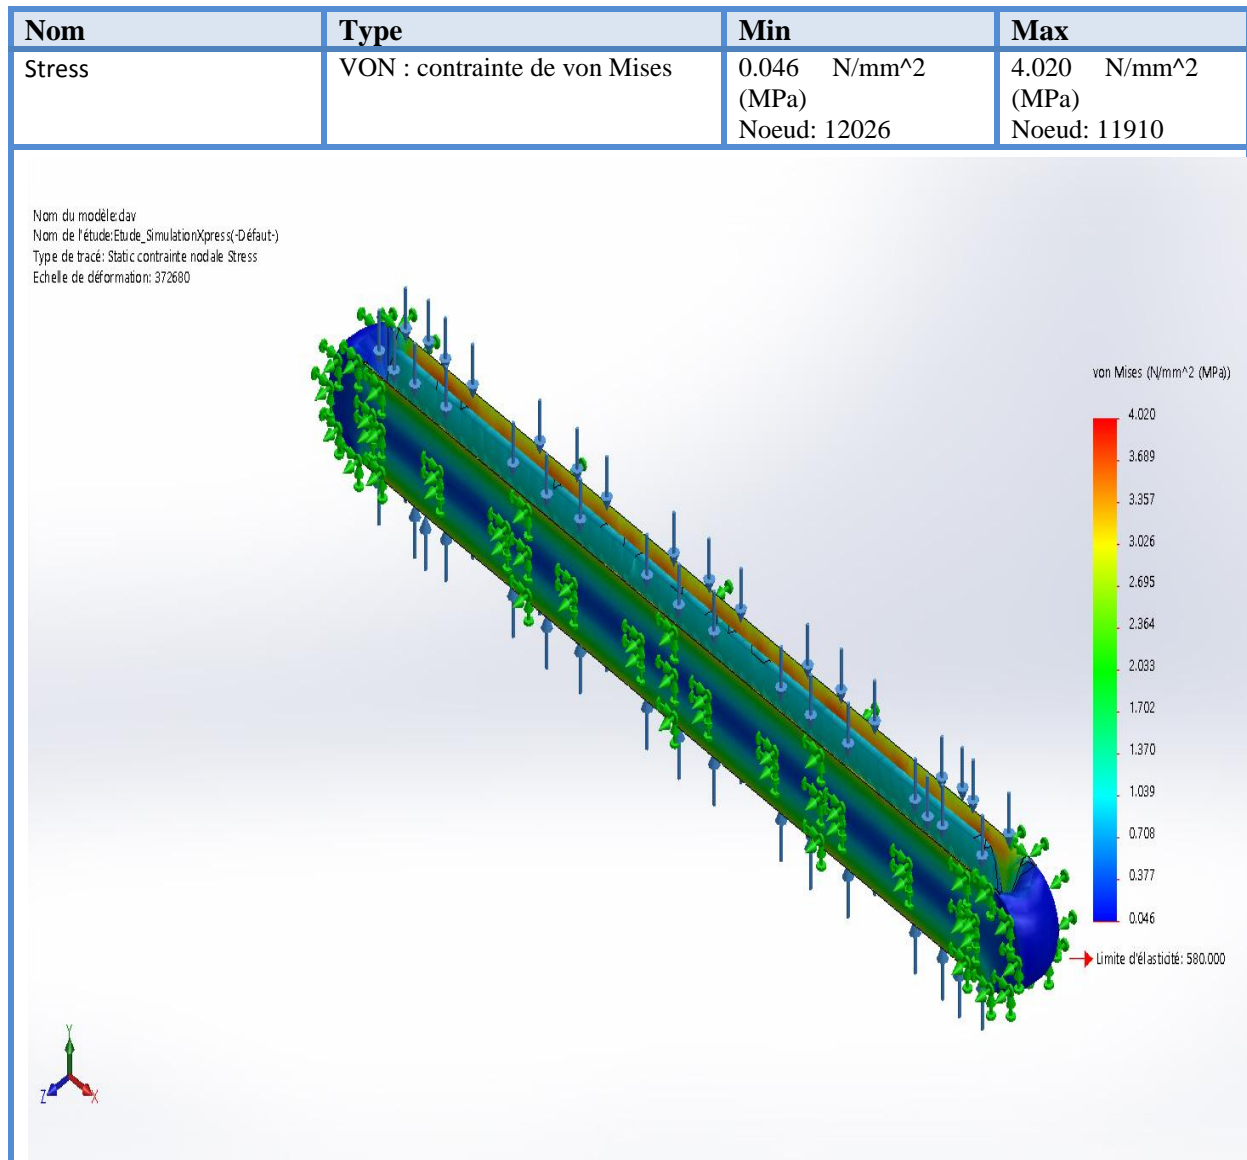 Nom Type Min Max
Stress VON : contrainte de von Mises 0.046 N/mm^2 4.020 N/mm^2
(MPa) (MPa)
Noeud: 12026 Noeud: 11910
Nom du modèle:dav
Nom de l'étude:Etude_SimulationXpress(-Défaut-)
Type de tracé: Static contrainte nodale Stress
Echelle de déformation: 372680
von Mises (N/mm^2 (MPa))
4.020
3.689
3.357
3.026
2.695
2.364
2.033
1.702
1.370
1.039
0.708
0.377
0.046
Limite d'élasticité: 580.000
Y
Z X